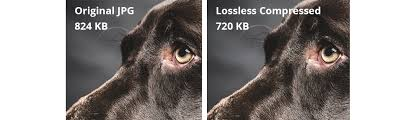 Original JPG
824 KB
Lossless Compressed
720 KB